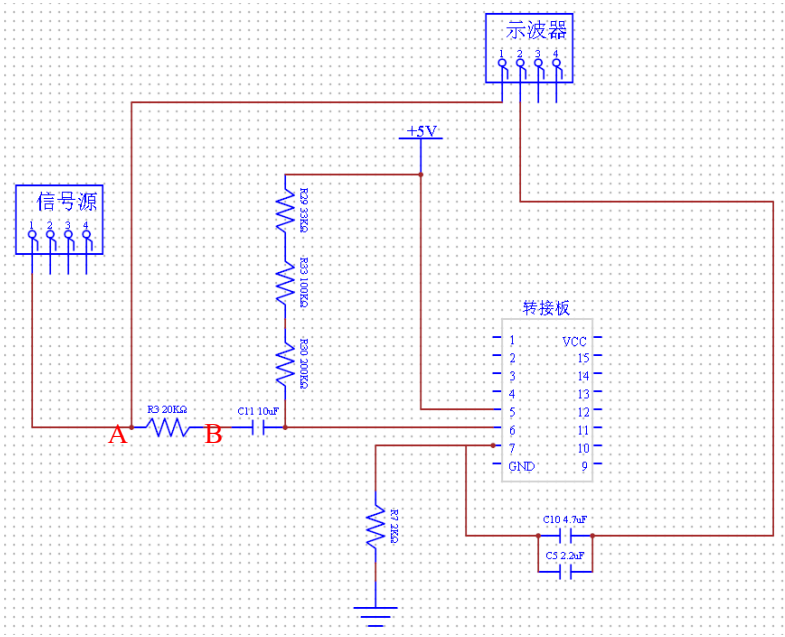 示波器
1 2 3 4
+5V
信号源
1 2 3 4
R29 33KΩ
R33 100KΩ
R30 200KΩ
转接板
1 VCC
2 15
3 14
4 13
5 12
6 11
7 10
GND 9
R3 20KΩ
C11 10uF
A
B
R7 2KΩ
C10 4.7uF
C5 2.2uF